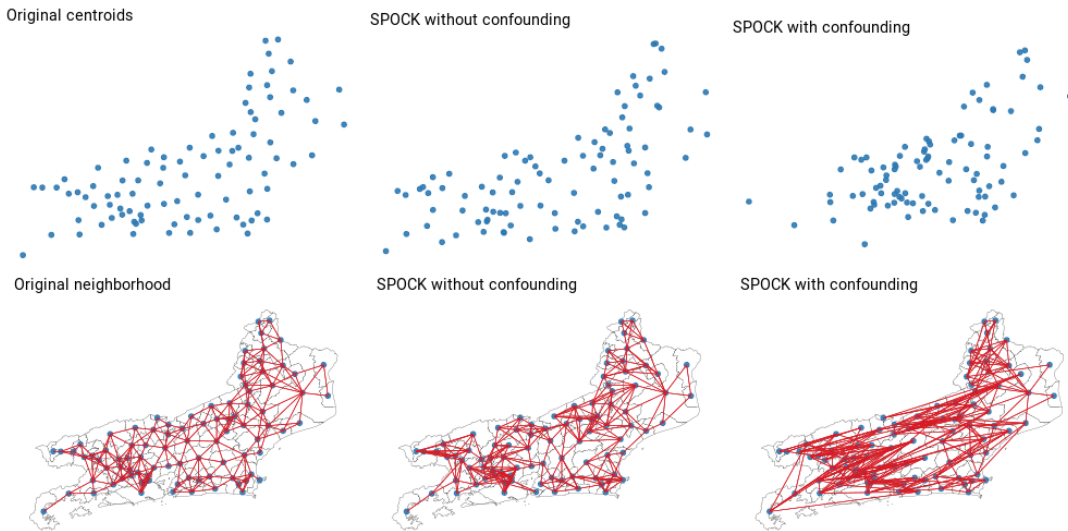 Original centroids
SPOCK without confounding
SPOCK with confounding
Original neighborhood
SPOCK without confounding
SPOCK with confounding